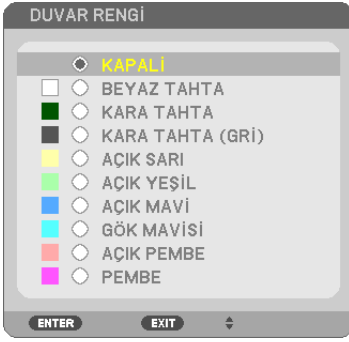 DUVAR RENGİ
KAPALI
BEYAZ TAHTA
KARA TAHTA
KARA TAHTA (GRİ)
AÇIK SARI
AÇIK YEŞİL
AÇIK MAVİ
GÖK MAVİSİ
AÇIK PEMBE
PEMBE
ENTER EXIT